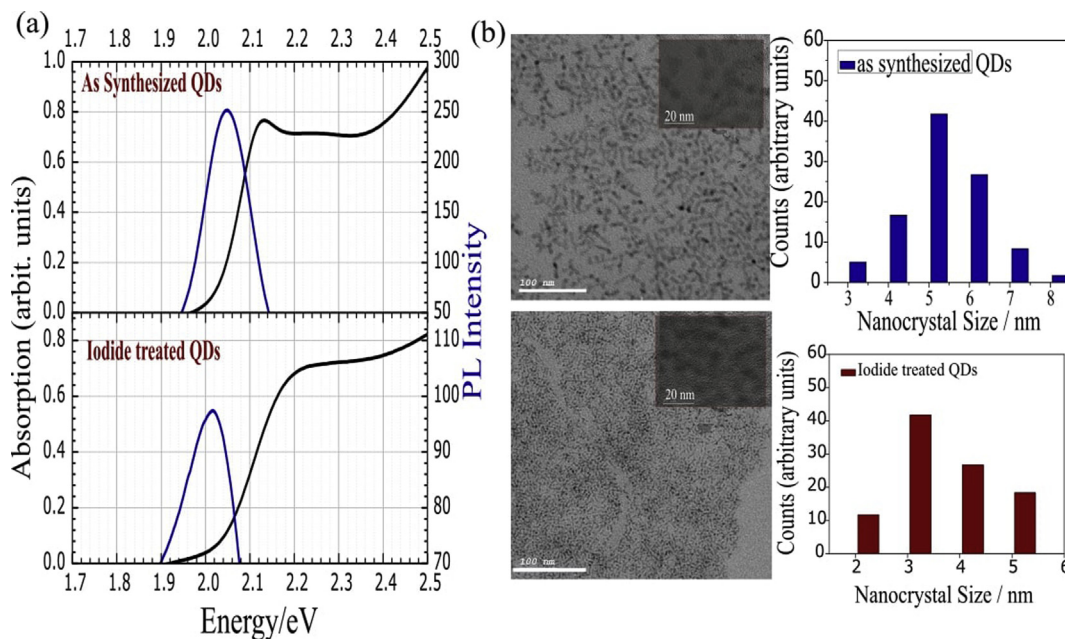 (a)
1.7 1.8 1.9 2.0 2.1 2.2 2.3 2.4 2.5
1.0
0.8
0.6
0.4
0.2
0.0
As Synthesized QDs
300
250
200
150
100
50
0.8
0.6
0.4
0.2
0.0
Iodide treated QDs
110
100
90
80
70
Absorption (arbit. units)
PL Intensity
1.7 1.8 1.9 2.0 2.1 2.2 2.3 2.4 2.5
Energy/eV
(b)
20 nm
100 nm
60
50
40
30
20
10
0
Counts (arbitrary units)
as synthesized QDs
3 4 5 6 7 8
Nanocrystal Size / nm
20 nm
100 nm
60
50
40
30
20
10
0
Counts (arbitrary units)
Iodide treated QDs
2 3 4 5 6
Nanocrystal Size / nm